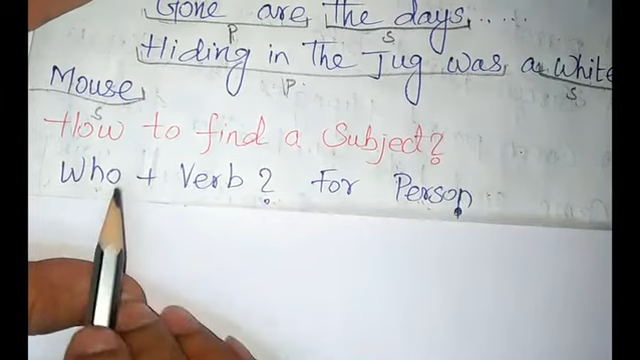 Gone are the days......
P S
Hiding in the Jug was a white
P S
Mouse.
S
How to find a Subject?
Who + Verb? For Person